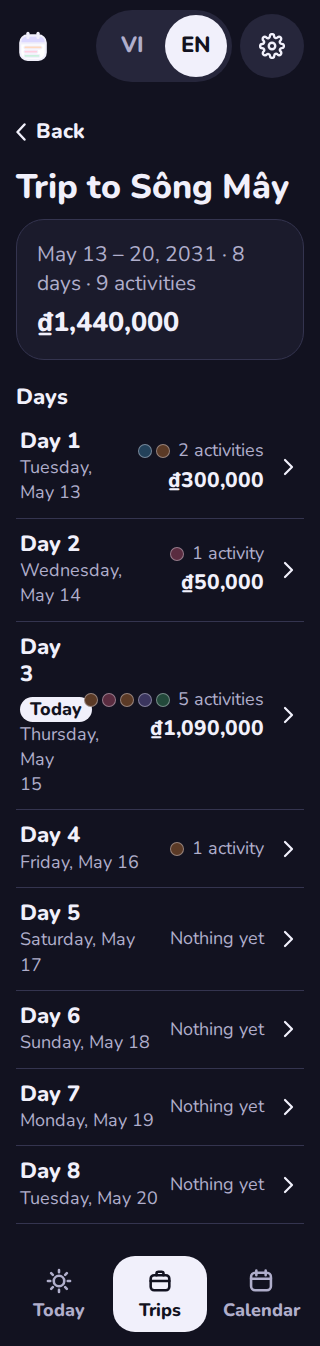 VI
EN
Back
Trip to Sông Mây
May 13 – 20, 2031 · 8
days · 9 activities
₫1,440,000
Days
Day 1
Tuesday,
May 13
2 activities
₫300,000
Day 2
Wednesday,
May 14
1 activity
₫50,000
Day
3
Today
Thursday,
May
15
5 activities
₫1,090,000
Day 4
Friday, May 16
1 activity
Day 5
Saturday, May
17
Nothing yet
Day 6
Sunday, May 18
Nothing yet
Day 7
Monday, May 19
Nothing yet
Day 8
Tuesday, May 20
Nothing yet
Today
Trips
Calendar